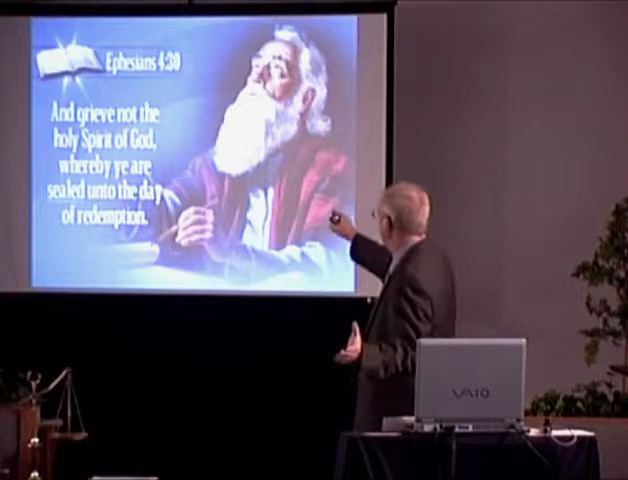 Ephesians 4:30
And grieve not the
holy Spirit of God,
whereby ye are
sealed unto the day
of redemption.
VAIO